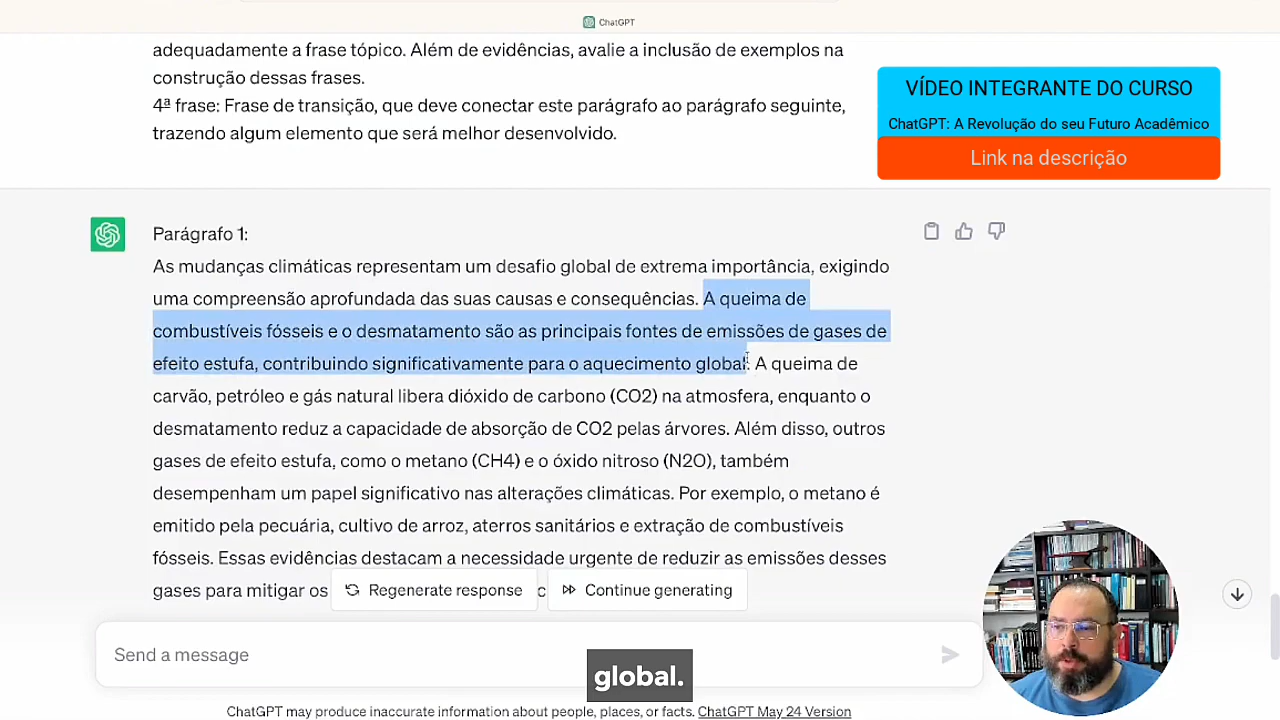 ChatGPT
adequadamente a frase tópico. Além de evidências, avalie a inclusão de exemplos na
construção dessas frases.
4ª frase: Frase de transição, que deve conectar este parágrafo ao parágrafo seguinte,
trazendo algum elemento que será melhor desenvolvido.
VÍDEO INTEGRANTE DO CURSO
ChatGPT: A Revolução do seu Futuro Acadêmico
Link na descrição
Parágrafo 1:
As mudanças climáticas representam um desafio global de extrema importância, exigindo
uma compreensão aprofundada das suas causas e consequências. A queima de
combustíveis fósseis e o desmatamento são as principais fontes de emissões de gases de
efeito estufa, contribuindo significativamente para o aquecimento global. A queima de
carvão, petróleo e gás natural libera dióxido de carbono (CO2) na atmosfera, enquanto o
desmatamento reduz a capacidade de absorção de CO2 pelas árvores. Além disso, outros
gases de efeito estufa, como o metano (CH4) e o óxido nitroso (N2O), também
desempenham um papel significativo nas alterações climáticas. Por exemplo, o metano é
emitido pela pecuária, cultivo de arroz, aterros sanitários e extração de combustíveis
fósseis. Essas evidências destacam a necessidade urgente de reduzir as emissões desses
gases para mitigar os
Regenerate response
Continue generating
Send a message
global.
ChatGPT may produce inaccurate information about people, places, or facts. ChatGPT May 24 Version